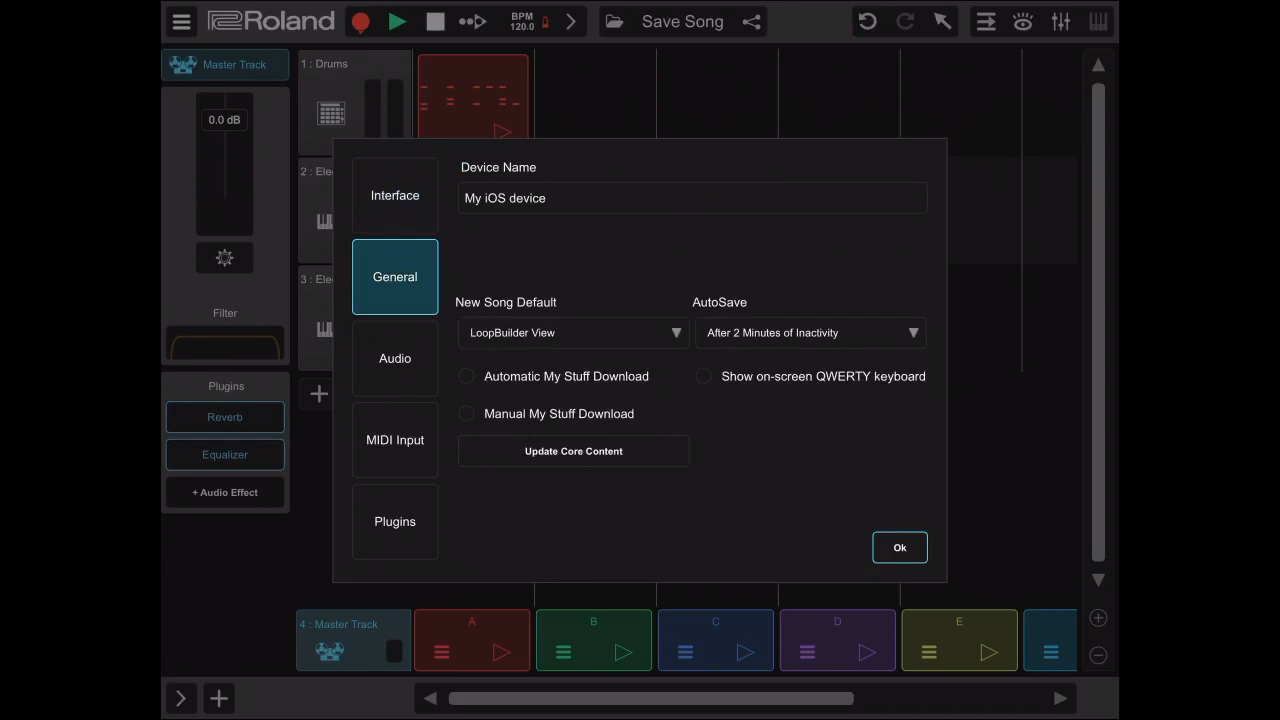 Roland
BPM
120.0
Save Song
Master Track
0.0 dB
Filter
Plugins
Reverb
Equalizer
+ Audio Effect
1 : Drums
2 : Ele
3 : Ele
Interface
General
Audio
MIDI Input
Plugins
Device Name
My iOS device
New Song Default
AutoSave
LoopBuilder View
After 2 Minutes of Inactivity
Automatic My Stuff Download
Show on-screen QWERTY keyboard
Manual My Stuff Download
Update Core Content
Ok
4 : Master Track
A
B
C
D
E